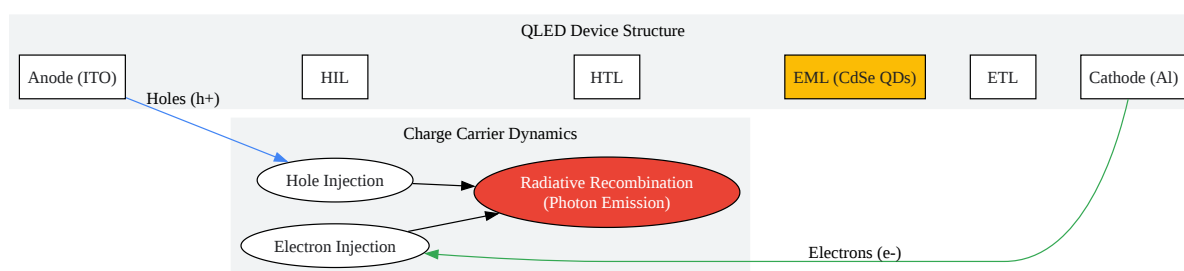 QLED Device Structure
Anode (ITO)
HIL
HTL
EML (CdSe QDs)
ETL
Cathode (Al)
Holes (h+)
Charge Carrier Dynamics
Hole Injection
Radiative Recombination
(Photon Emission)
Electron Injection
Electrons (e-)